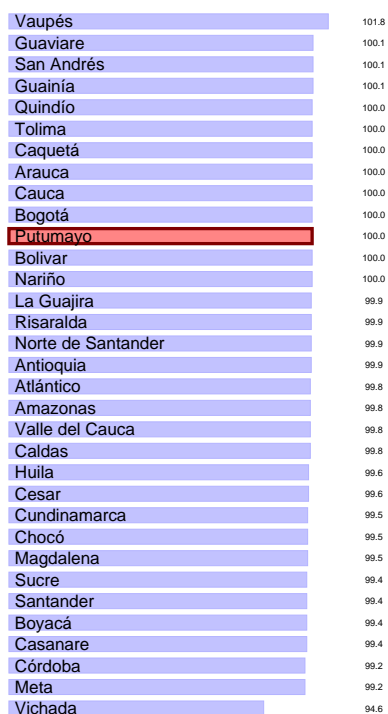 Vaupés 101.8
Guaviare 100.1
San Andrés 100.1
Guainía 100.1
Quindío 100.0
Tolima 100.0
Caquetá 100.0
Arauca 100.0
Cauca 100.0
Bogotá 100.0
Putumayo 100.0
Bolivar 100.0
Nariño 100.0
La Guajira 99.9
Risaralda 99.9
Norte de Santander 99.9
Antioquia 99.9
Atlántico 99.8
Amazonas 99.8
Valle del Cauca 99.8
Caldas 99.8
Huila 99.6
Cesar 99.6
Cundinamarca 99.5
Chocó 99.5
Magdalena 99.5
Sucre 99.4
Santander 99.4
Boyacá 99.4
Casanare 99.4
Córdoba 99.2
Meta 99.2
Vichada 94.6